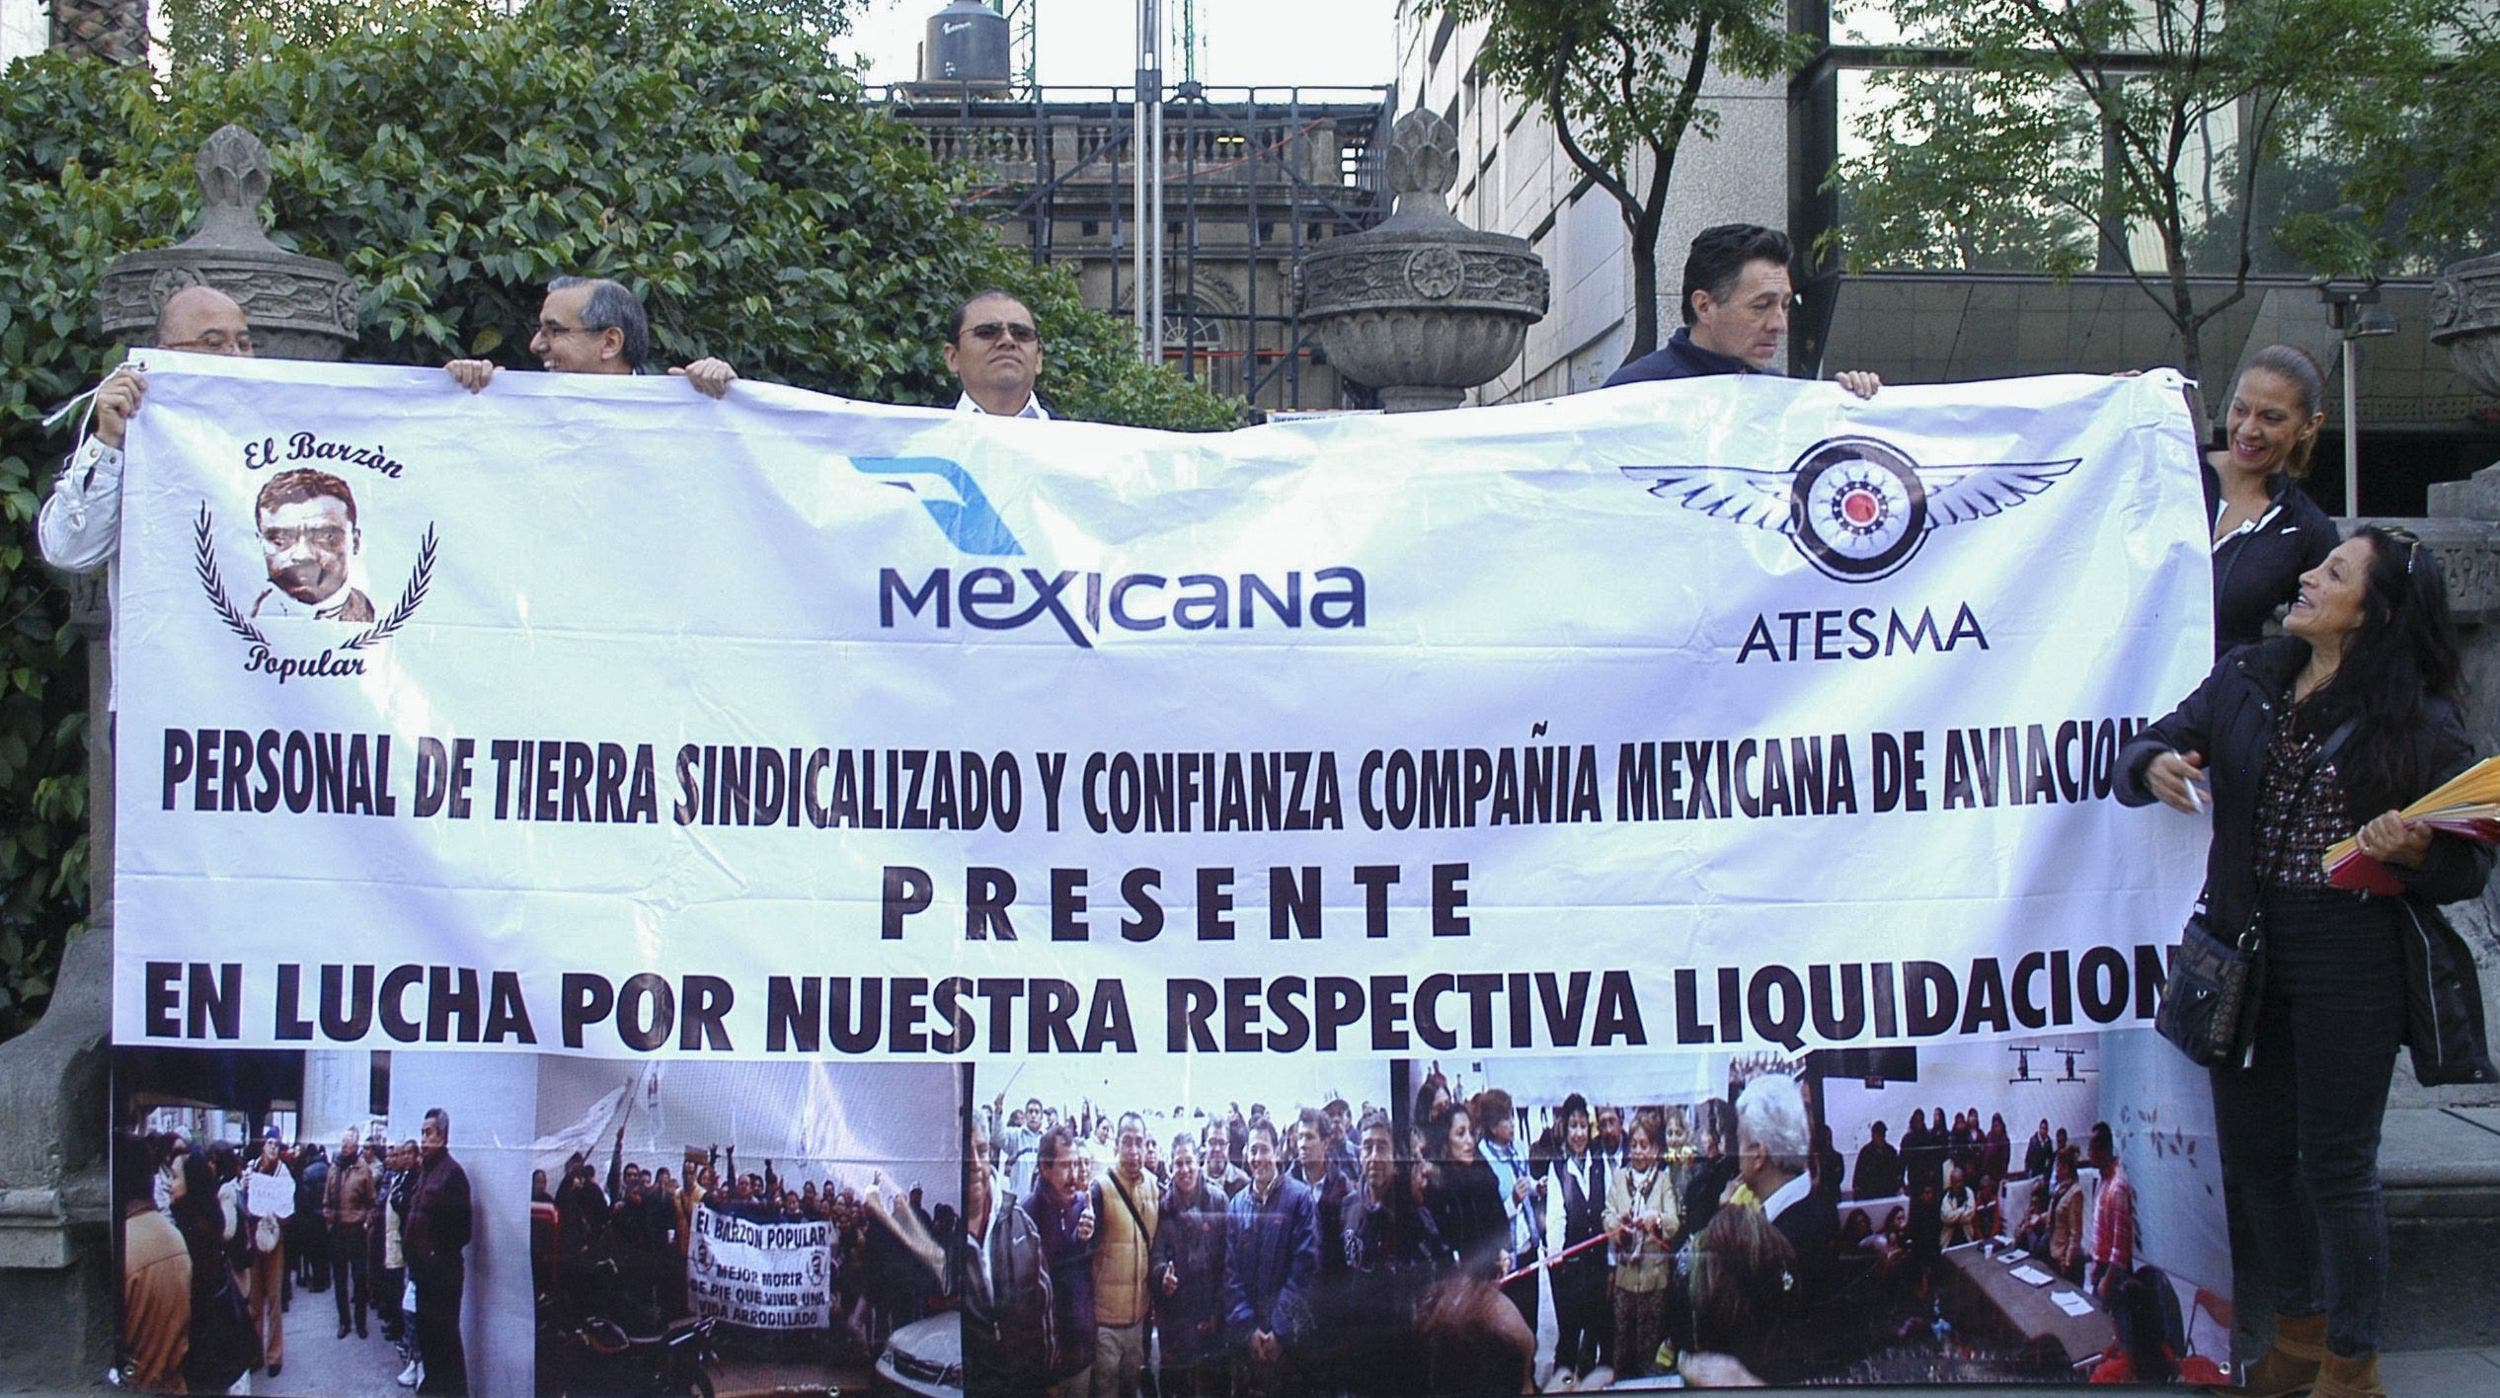 El Barzòn
Popular
MexicaNa
ATESMA
PERSONAL DE TIERRA SINDICALIZADO Y CONFIANZA COMPAÑIA MEXICANA DE AVIACION
PRESENTE
EN LUCHA POR NUESTRA RESPECTIVA LIQUIDACION
EL BARZON POPULAR
MEJOR MORIR
DE PIE QUE VIVIR UNA
VIDA ARRODILLADO